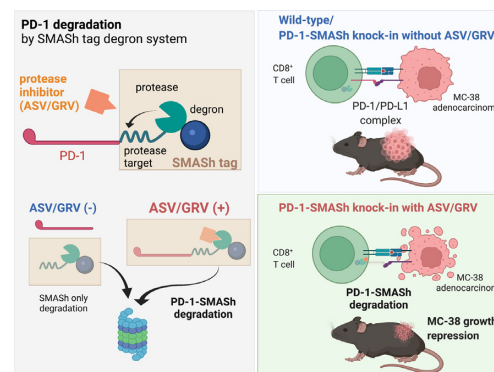 PD-1 degradation
by SMASh tag degron system
protease
inhibitor
(ASV/GRV)
protease
degron
PD-1
protease
target
SMASh tag
ASV/GRV (-)
ASV/GRV (+)
SMASh only
degradation
PD-1-SMASh
degradation
Wild-type/
PD-1-SMASh knock-in without ASV/GRV
CD8+
T cell
PD-1/PD-L1
complex
MC-38
adenocarcinom
PD-1-SMASh knock-in with ASV/GRV
CD8+
T cell
MC-38
adenocarcinom
PD-1-SMASh
degradation
MC-38 growth
repression